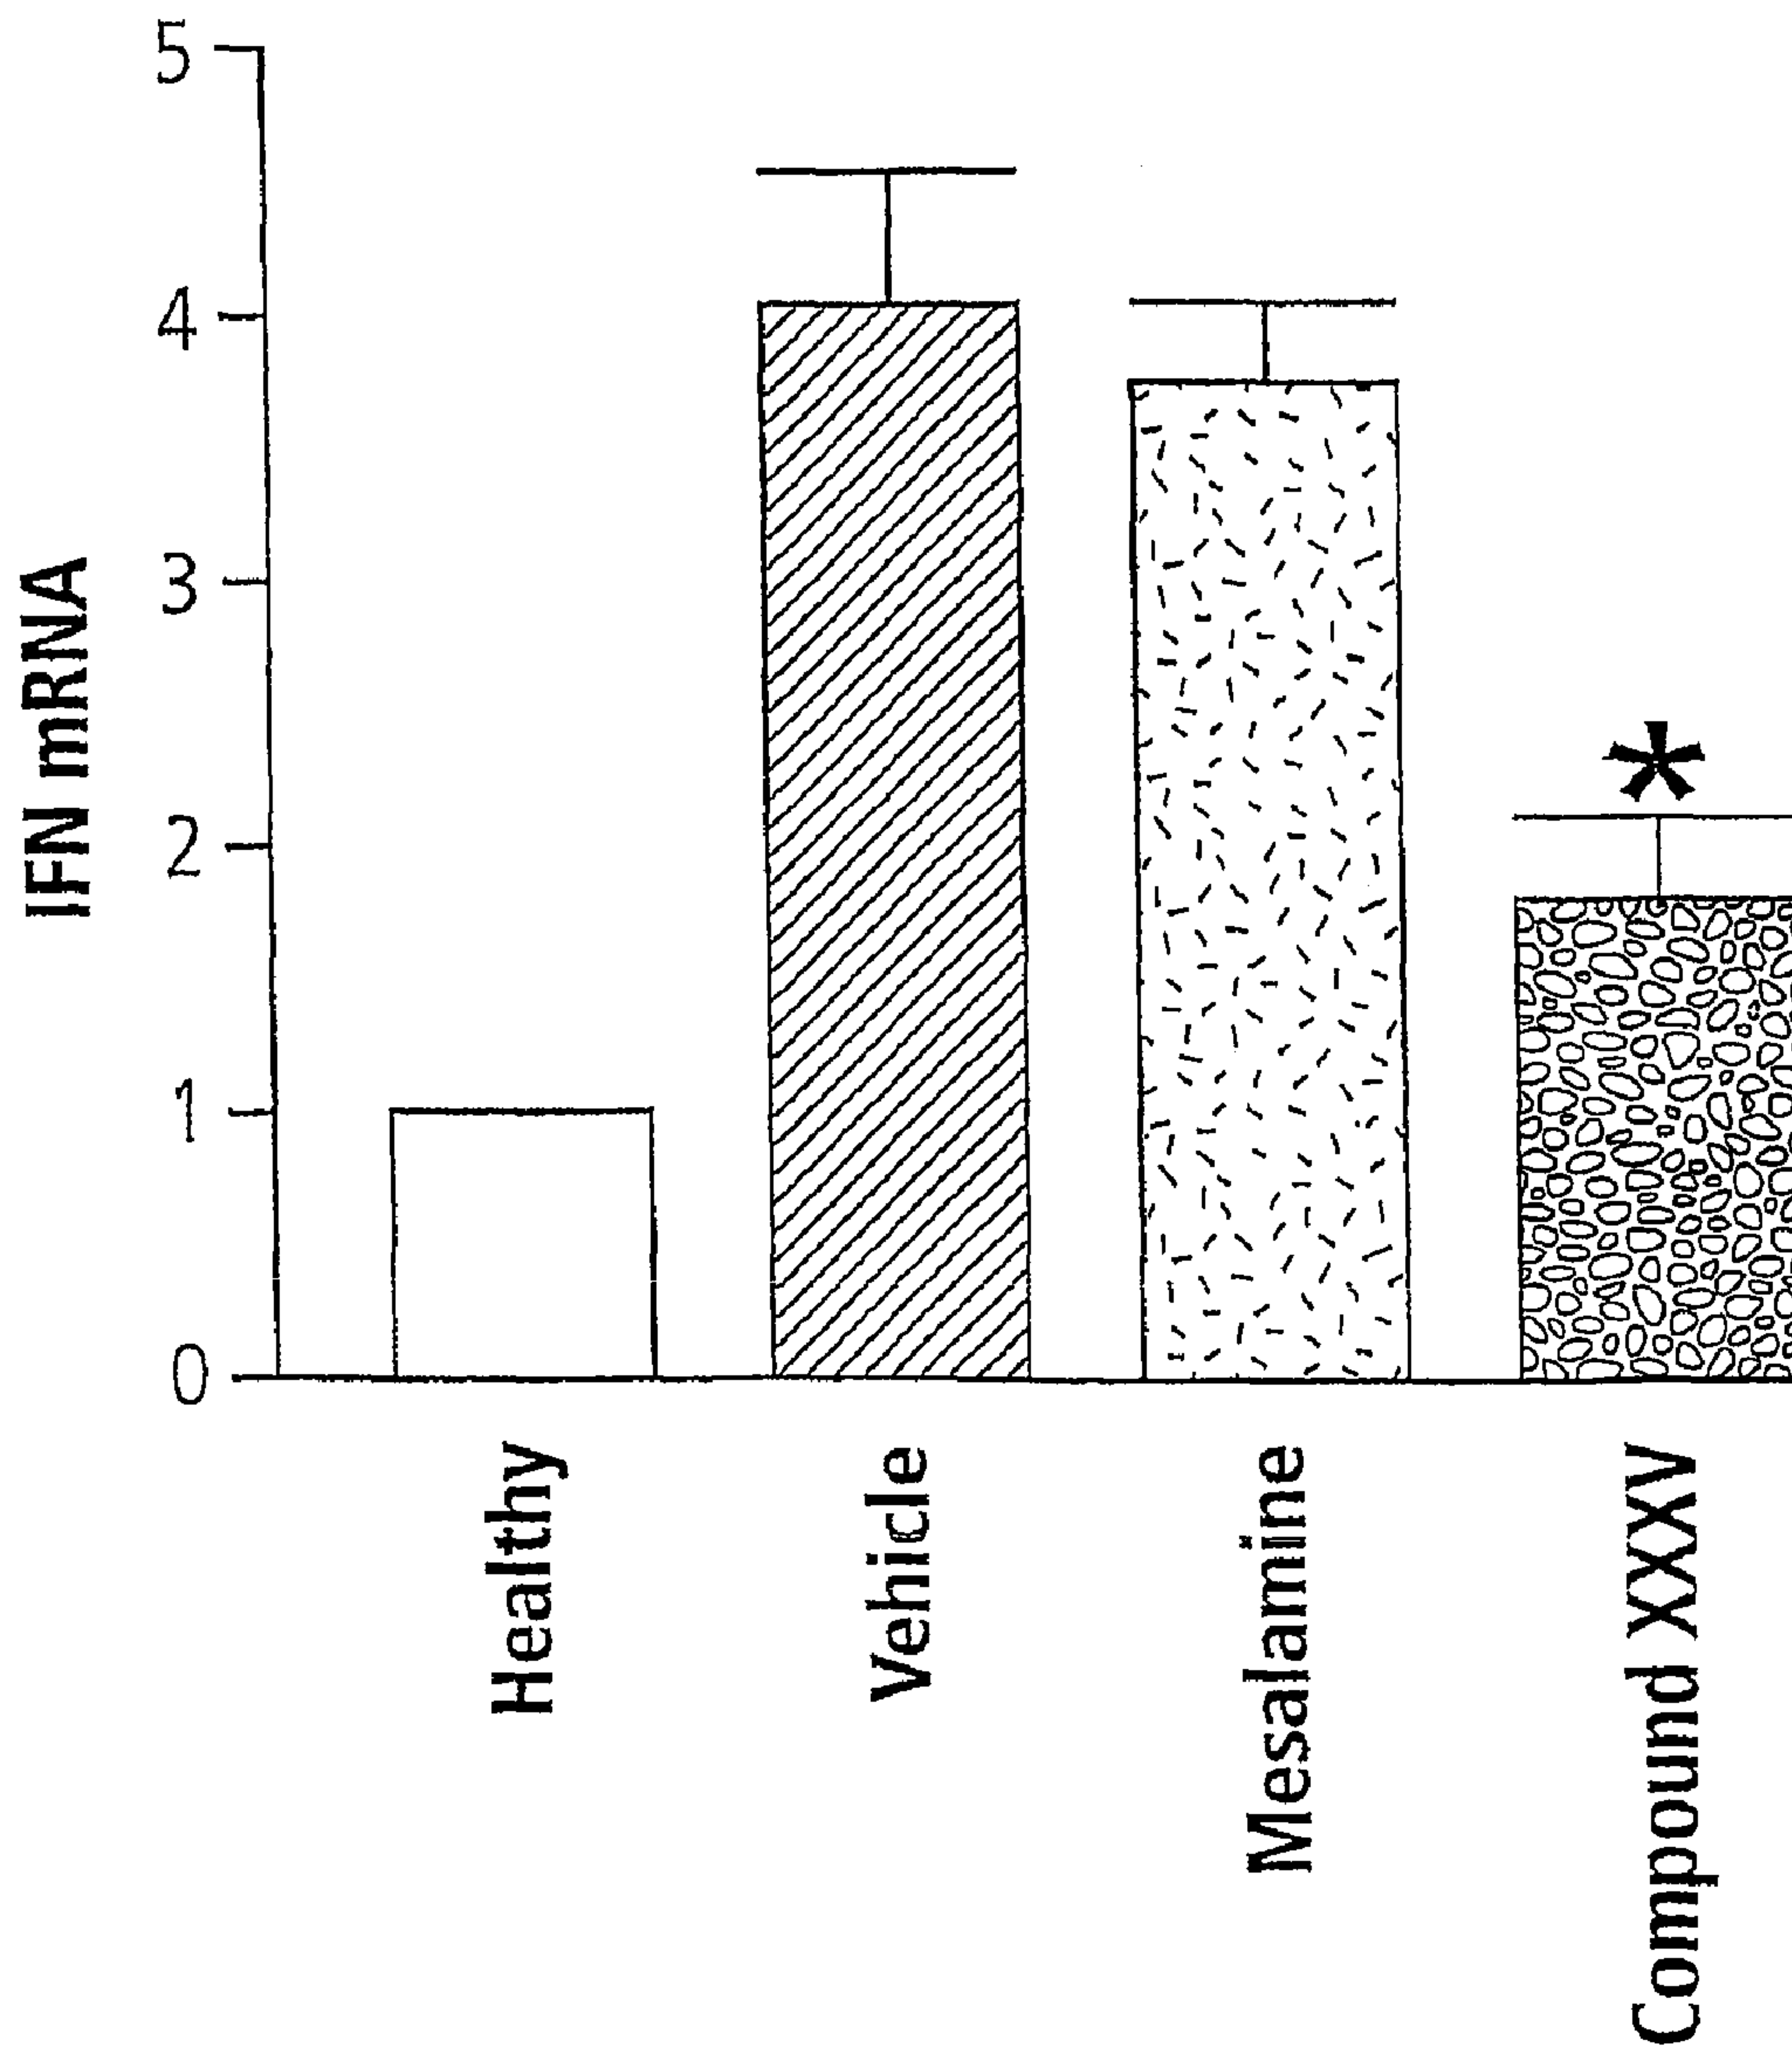 5
4
3
2
1
0
IFN mRNA
*
Healthy
Vehicle
Mesalamine
Compound XXXV